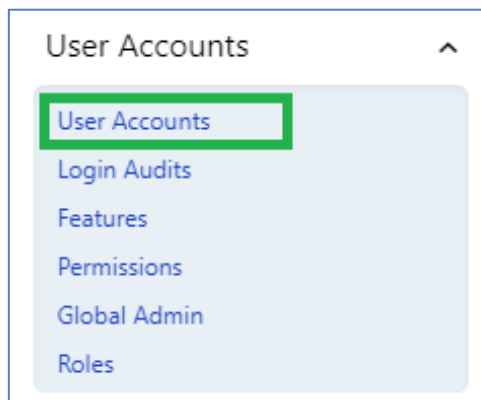 User Accounts
User Accounts
Login Audits
Features
Permissions
Global Admin
Roles